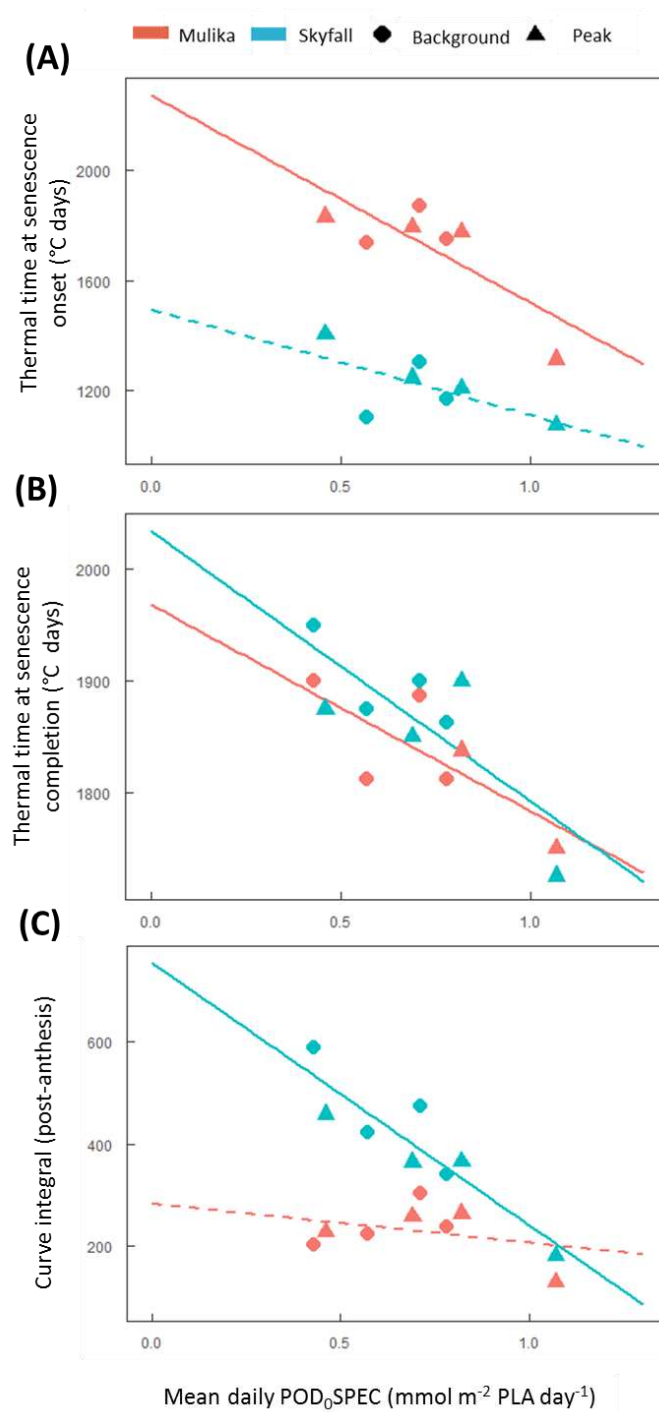 Mulika Skyfall Background Peak
(A)
Thermal time at senescence
onset (°C days)
2000
1600
1200
0.0 0.5 1.0
(B)
Thermal time at senescence
completion (°C days)
2000
1900
1800
0.0 0.5 1.0
(C)
Curve integral (post-anthesis)
600
400
200
0.0 0.5 1.0
Mean daily POD₀SPEC (mmol m⁻² PLA day⁻¹)